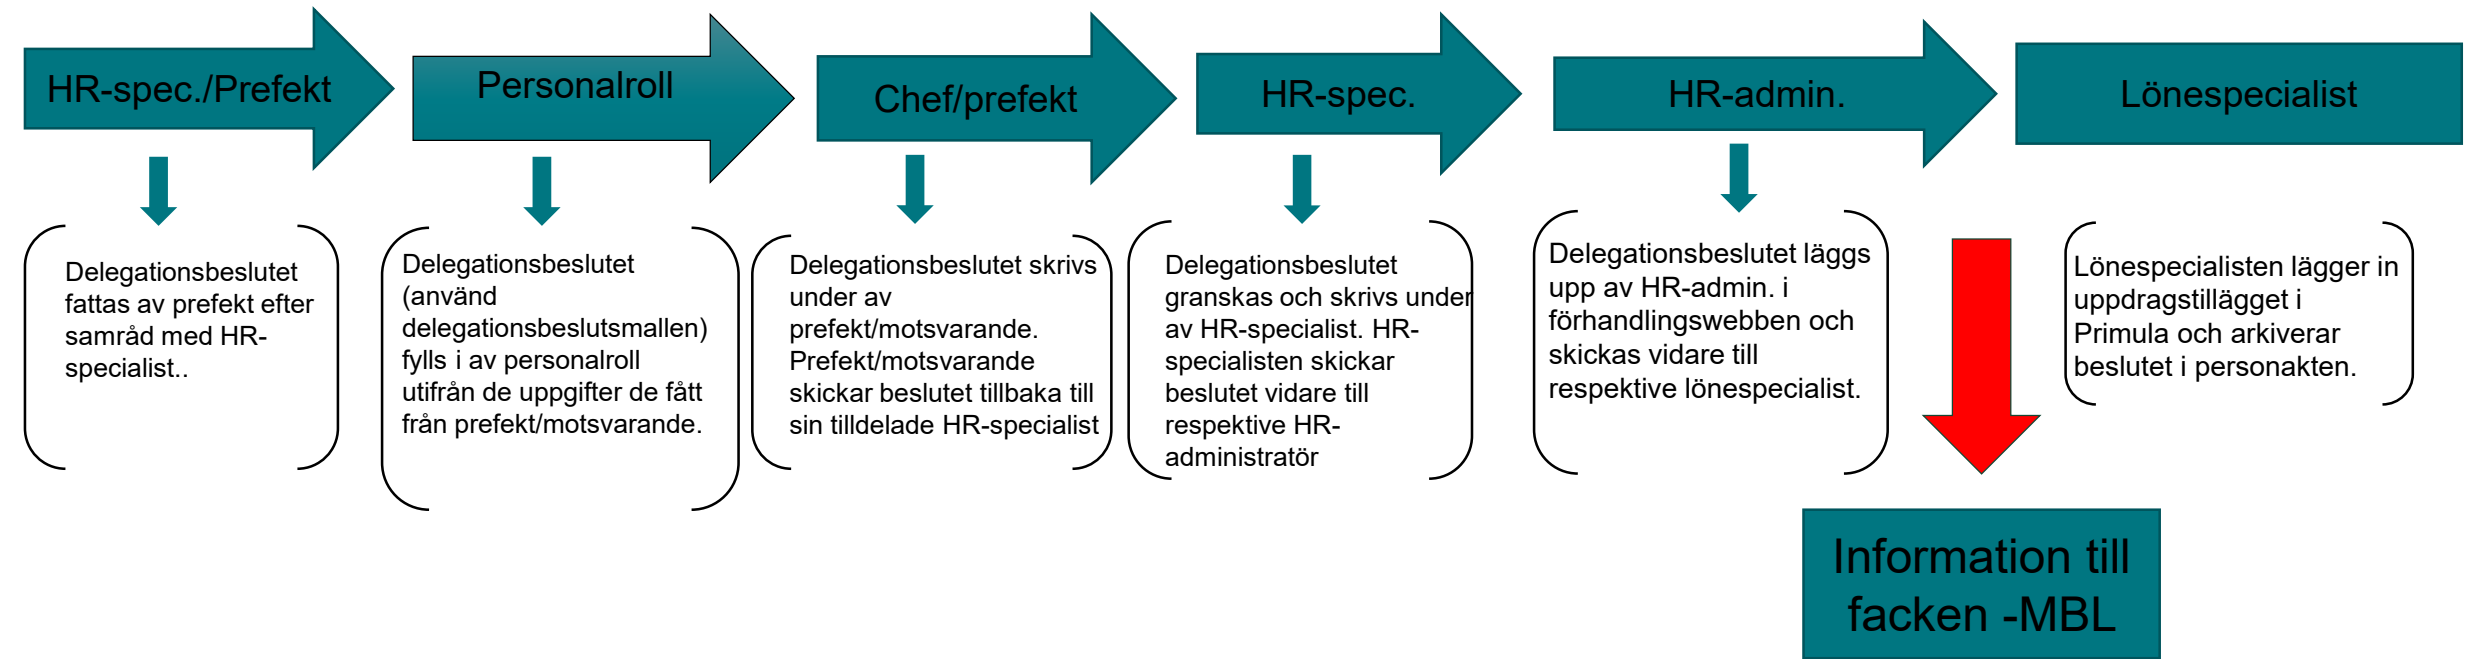 HR-spec./Prefekt
Personalroll
Chef/prefekt
HR-spec.
HR-admin.
Lönespecialist
Delegationsbeslutet
fattas av prefekt efter
samråd med HR-
specialist..
Delegationsbeslutet
(använd
delegationsbeslutsmallen)
fylls i av personalroll
utifrån de uppgifter de fått
från prefekt/motsvarande.
Delegationsbeslutet skrivs
under av
prefekt/motsvarande.
Prefekt/motsvarande
skickar beslutet tillbaka till
sin tilldelade HR-specialist
Delegationsbeslutet
granskas och skrivs under
av HR-specialist. HR-
specialisten skickar
beslutet vidare till
respektive HR-
administratör
Delegationsbeslutet läggs
upp av HR-admin. i
förhandlingswebben och
skickas vidare till
respektive lönespecialist.
Lönespecialisten lägger in
uppdragstillägget i
Primula och arkiverar
beslutet i personakten.
Information till
facken -MBL